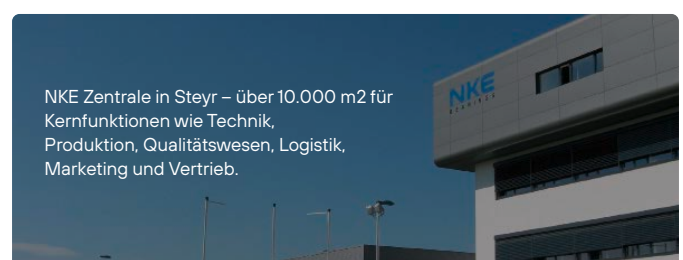 NKE Zentrale in Steyr – über 10.000 m2 für
Kernfunktionen wie Technik,
Produktion, Qualitätswesen, Logistik,
Marketing und Vertrieb.
NKE
BEARINGS